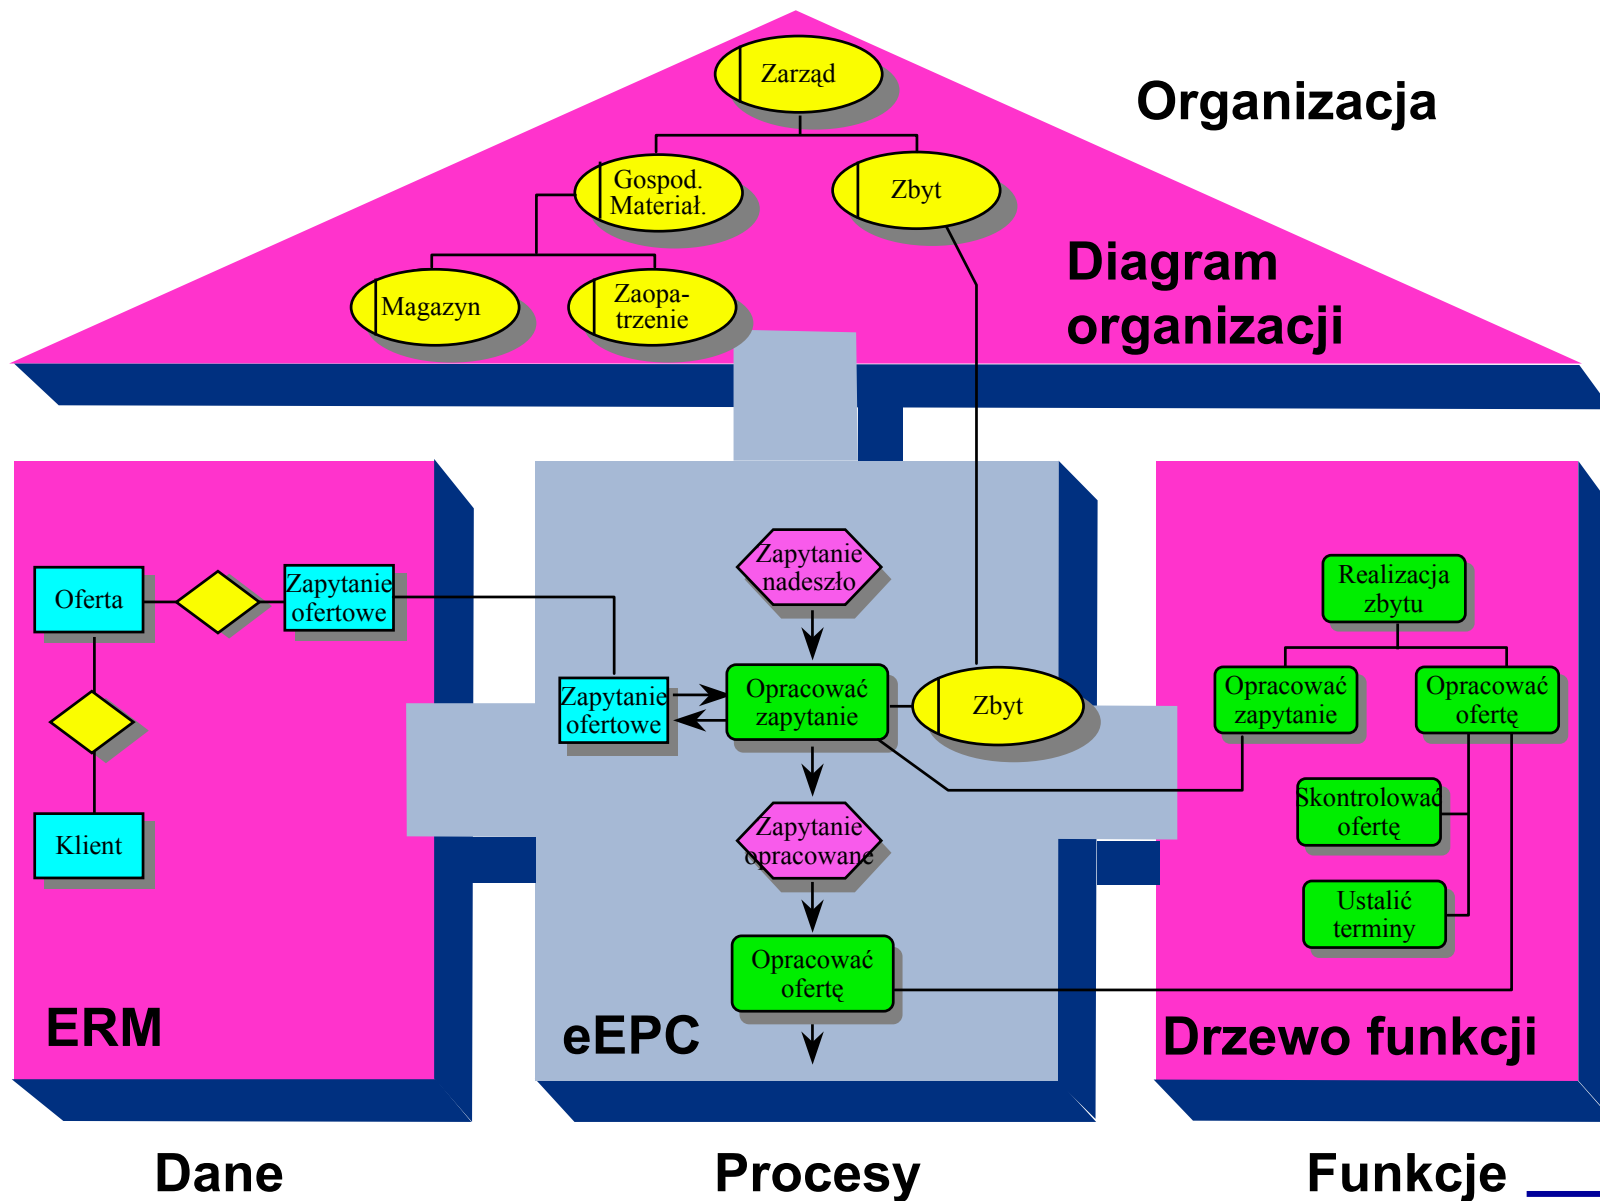 Zarząd
Organizacja
Gospod.
Materiał.
Zbyt
Diagram
organizacji
Magazyn
Zaopa-
trzenie
Oferta
Zapytanie
ofertowe
Klient
ERM
Zapytanie
nadeszło
Zapytanie
ofertowe
Opracować
zapytanie
Zbyt
Zapytanie
opracowane
Opracować
ofertę
eEPC
Realizacja
zbytu
Opracować
zapytanie
Opracować
ofertę
Skontrolować
ofertę
Ustalić
terminy
Drzewo funkcji
Dane
Procesy
Funkcje